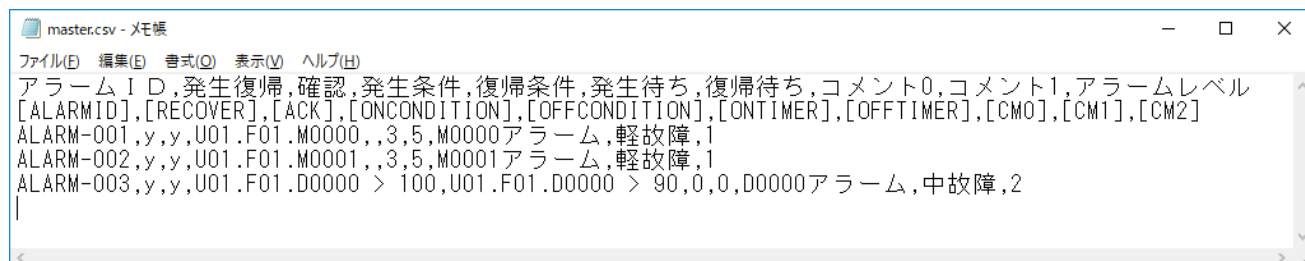 master.csv - メモ帳
ファイル(F) 編集(E) 書式(O) 表示(V) ヘルプ(H)
アラームＩＤ,発生復帰,確認,発生条件,復帰条件,発生待ち,復帰待ち,コメント0,コメント1,アラームレベル
[ALARMID],[RECOVER],[ACK],[ONCONDITION],[OFFCONDITION],[ONTIMER],[OFFTIMER],[CM0],[CM1],[CM2]
ALARM-001,y,y,U01.F01.M0000,,3,5,M0000アラーム,軽故障,1
ALARM-002,y,y,U01.F01.M0001,,3,5,M0001アラーム,軽故障,1
ALARM-003,y,y,U01.F01.D0000 > 100,U01.F01.D0000 > 90,0,0,D0000アラーム,中故障,2